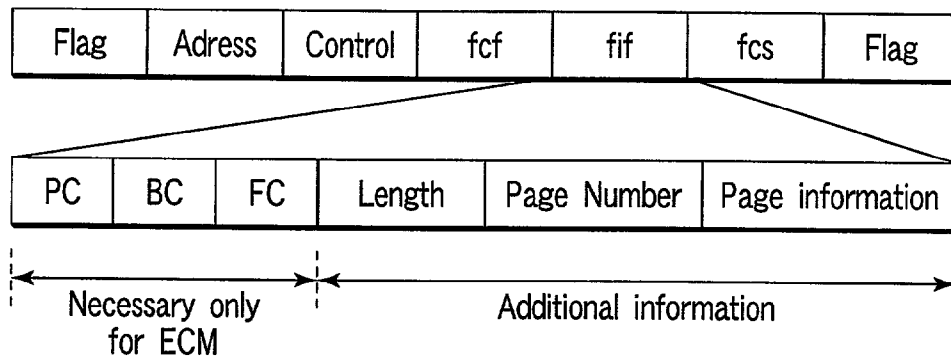 Flag Adress Control fcf fif fcs Flag
PC BC FC Length Page Number Page information
Necessary only
for ECM
Additional information